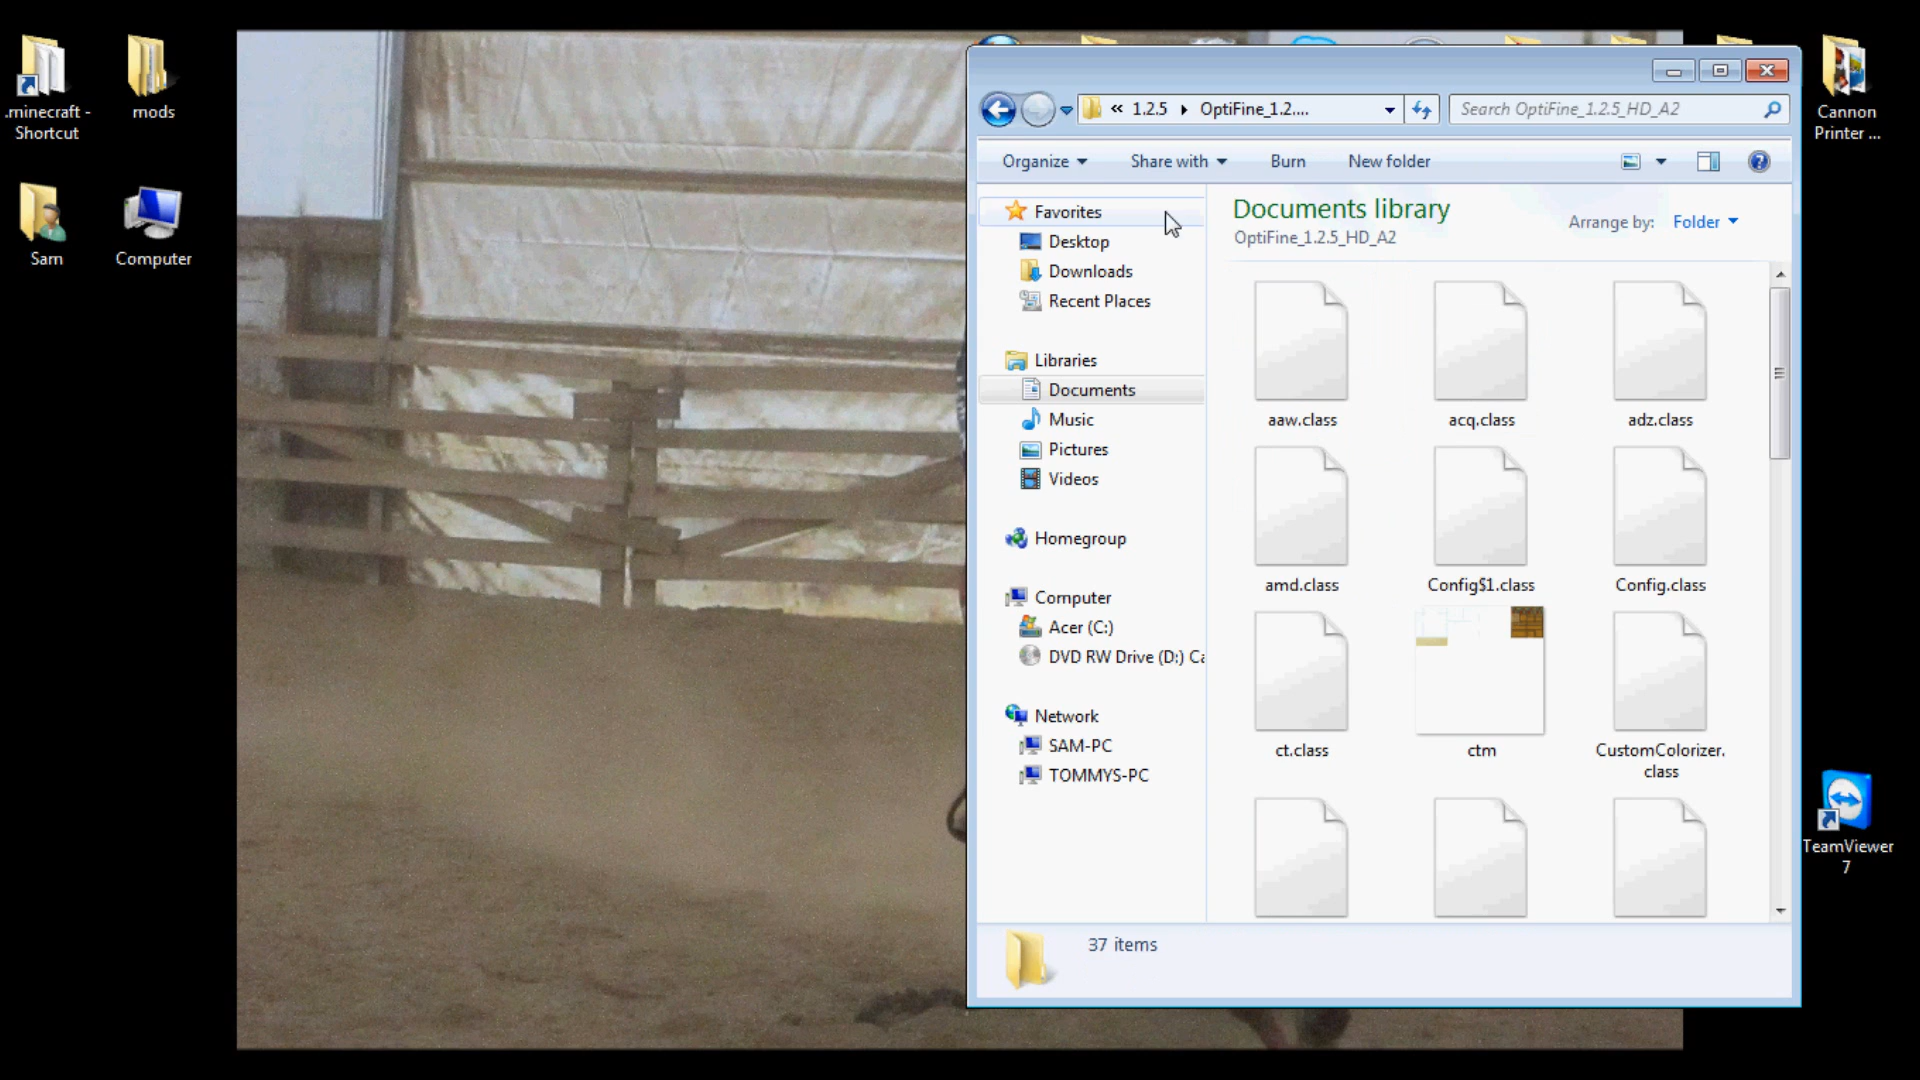 .minecraft -
Shortcut
mods
Sam
Computer
« 1.2.5 ▸ OptiFine_1.2....
Search OptiFine_1.2.5_HD_A2
Organize
Share with
Burn
New folder
Favorites
Desktop
Downloads
Recent Places
Libraries
Documents
Music
Pictures
Videos
Homegroup
Computer
Acer (C:)
DVD RW Drive (D:) Ca
Network
SAM-PC
TOMMYS-PC
Documents library
OptiFine_1.2.5_HD_A2
Arrange by: Folder
aaw.class
acq.class
adz.class
amd.class
Config$1.class
Config.class
ct.class
ctm
CustomColorizer.
class
37 items
Cannon
Printer ...
TeamViewer
7